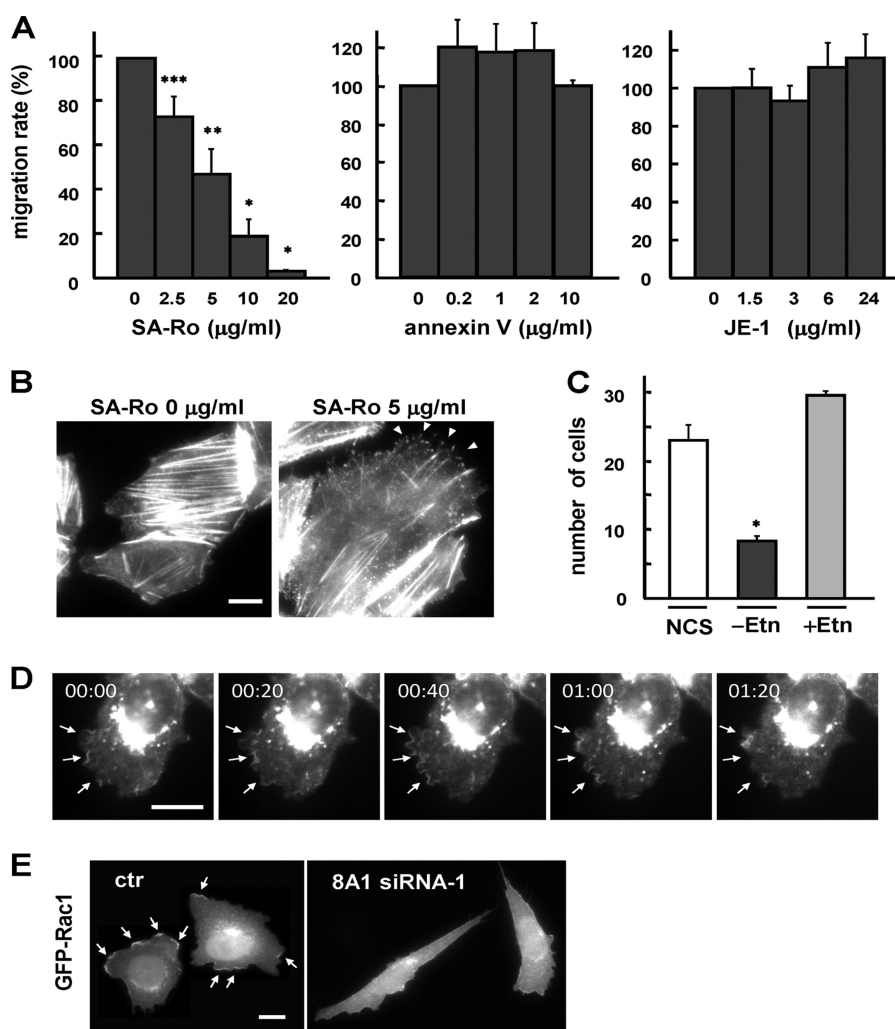 A
migration rate (%)
100
80
60
40
20
0
***
**
*
*
0 2.5 5 10 20
SA-Ro (µg/ml)
120
100
80
60
40
20
0
0 0.2 1 2 10
annexin V (µg/ml)
120
100
80
60
40
20
0
0 1.5 3 6 24
JE-1 (µg/ml)
B
SA-Ro 0 µg/ml
SA-Ro 5 µg/ml
C
number of cells
30
20
10
0
*
NCS –Etn +Etn
D
00:00 00:20 00:40 01:00 01:20
E
GFP-Rac1
ctr
8A1 siRNA-1